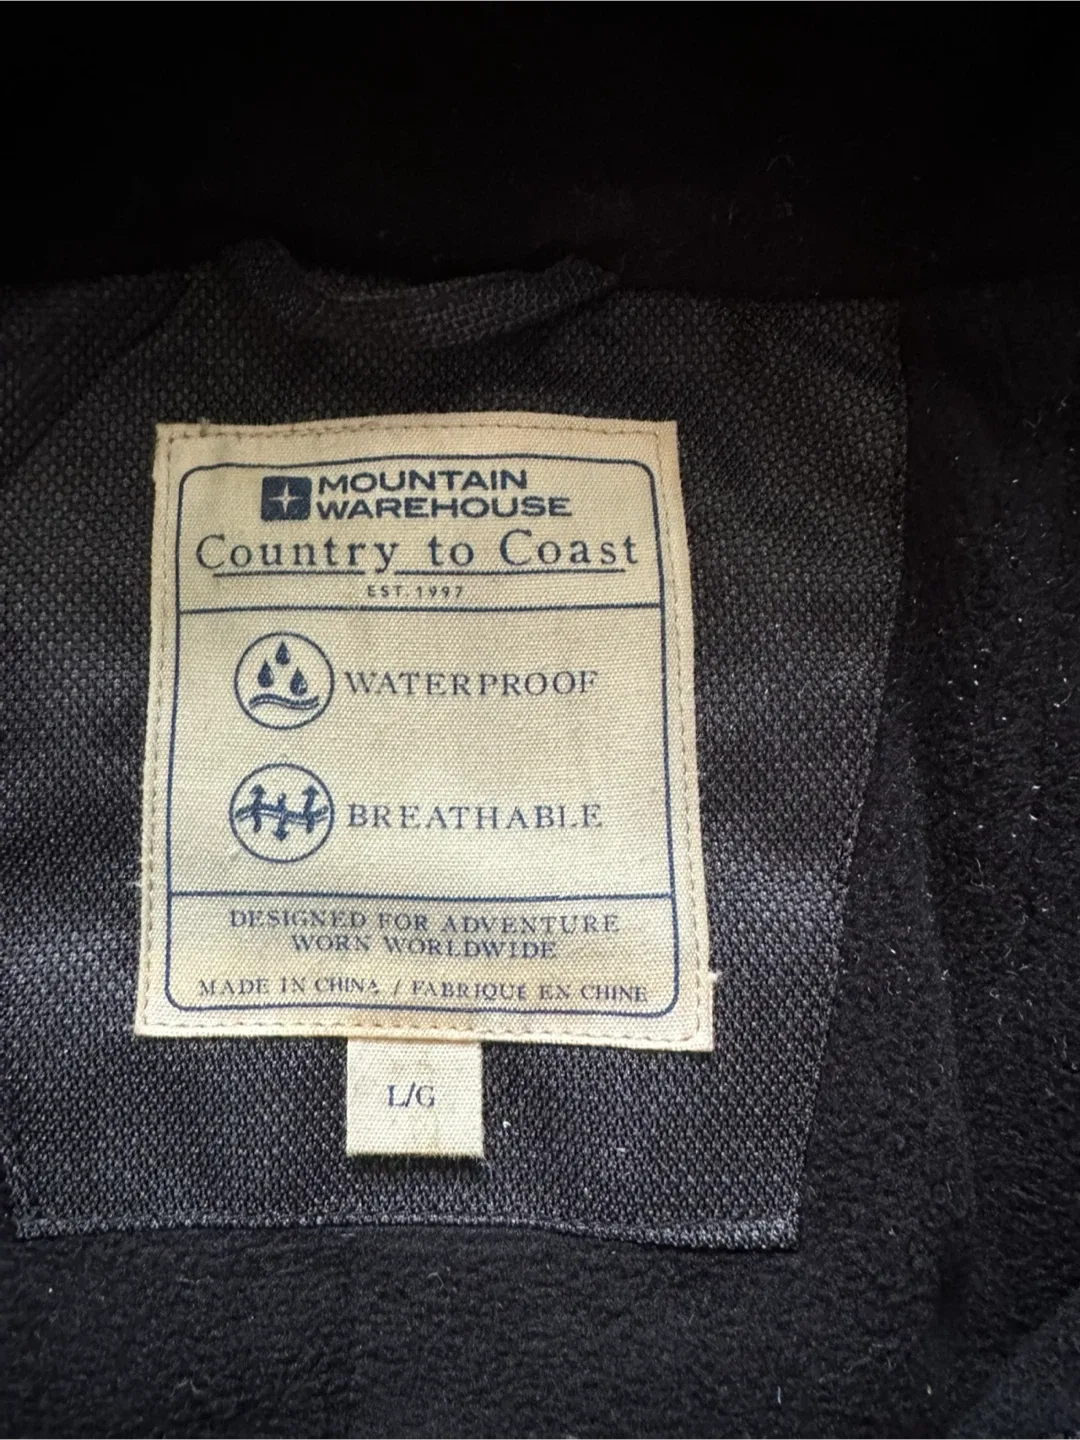 MOUNTAIN
WAREHOUSE
Country to Coast
EST. 1997
WATERPROOF
BREATHABLE
DESIGNED FOR ADVENTURE
WORN WORLDWIDE
MADE IN CHINA / FABRIQUE EN CHINE
L/G